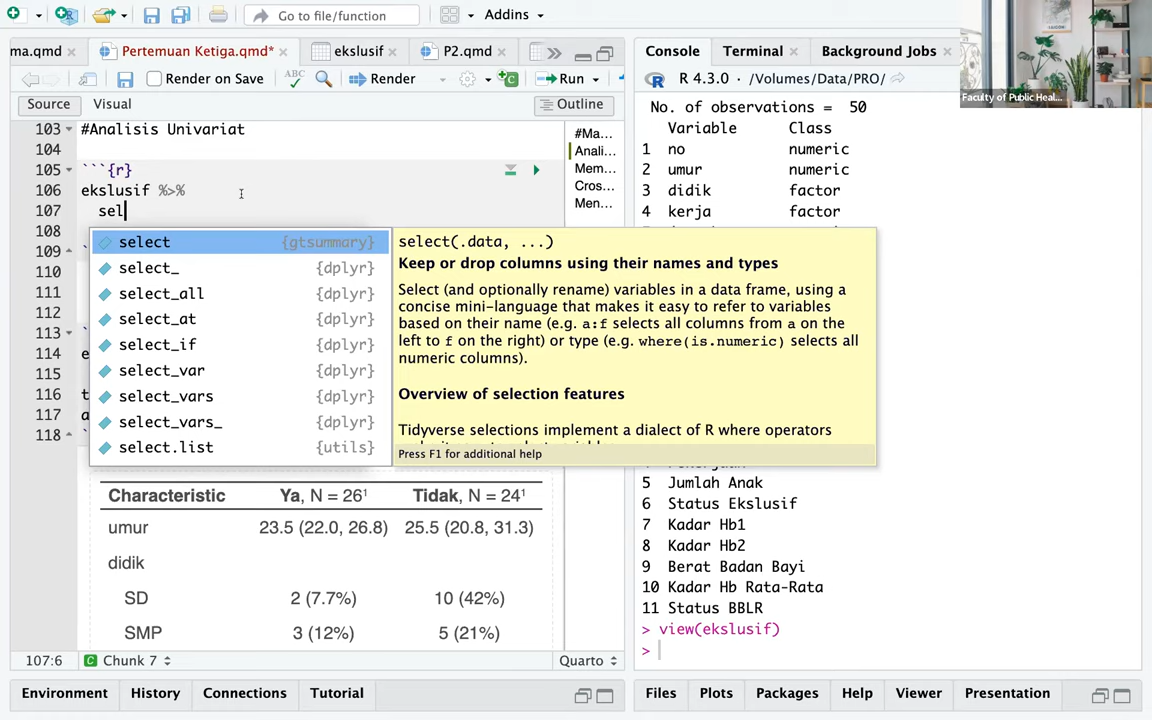 Go to file/function
Addins
ma.qmd
Pertemuan Ketiga.qmd*
ekslusif
P2.qmd
Render on Save
ABC
Render
Run
Source
Visual
Outline
103
#Analisis Univariat
104
105
```{r}
106
ekslusif %>%
107
sel
108
109
110
111
112
113
114
115
116
117
118
#Ma...
Anali...
Mem...
Cros...
Men...
select {gtsummary}
select_ {dplyr}
select_all {dplyr}
select_at {dplyr}
select_if {dplyr}
select_var {dplyr}
select_vars {dplyr}
select_vars_ {dplyr}
select.list {utils}
select(.data, ...)
Keep or drop columns using their names and types
Select (and optionally rename) variables in a data frame, using a
concise mini-language that makes it easy to refer to variables
based on their name (e.g. a:f selects all columns from a on the
left to f on the right) or type (e.g. where(is.numeric) selects all
numeric columns).
Overview of selection features
Tidyverse selections implement a dialect of R where operators
Press F1 for additional help
Characteristic Ya, N = 26¹ Tidak, N = 24¹
umur 23.5 (22.0, 26.8) 25.5 (20.8, 31.3)
didik
SD 2 (7.7%) 10 (42%)
SMP 3 (12%) 5 (21%)
107:6
Chunk 7
Quarto
Environment
History
Connections
Tutorial
Console
Terminal
Background Jobs
R 4.3.0 · /Volumes/Data/PRO/
No. of observations = 50
Variable Class
1 no numeric
2 umur numeric
3 didik factor
4 kerja factor
5 Jumlah Anak
6 Status Ekslusif
7 Kadar Hb1
8 Kadar Hb2
9 Berat Badan Bayi
10 Kadar Hb Rata-Rata
11 Status BBLR
> view(ekslusif)
>
Files
Plots
Packages
Help
Viewer
Presentation
Faculty of Public Heal...